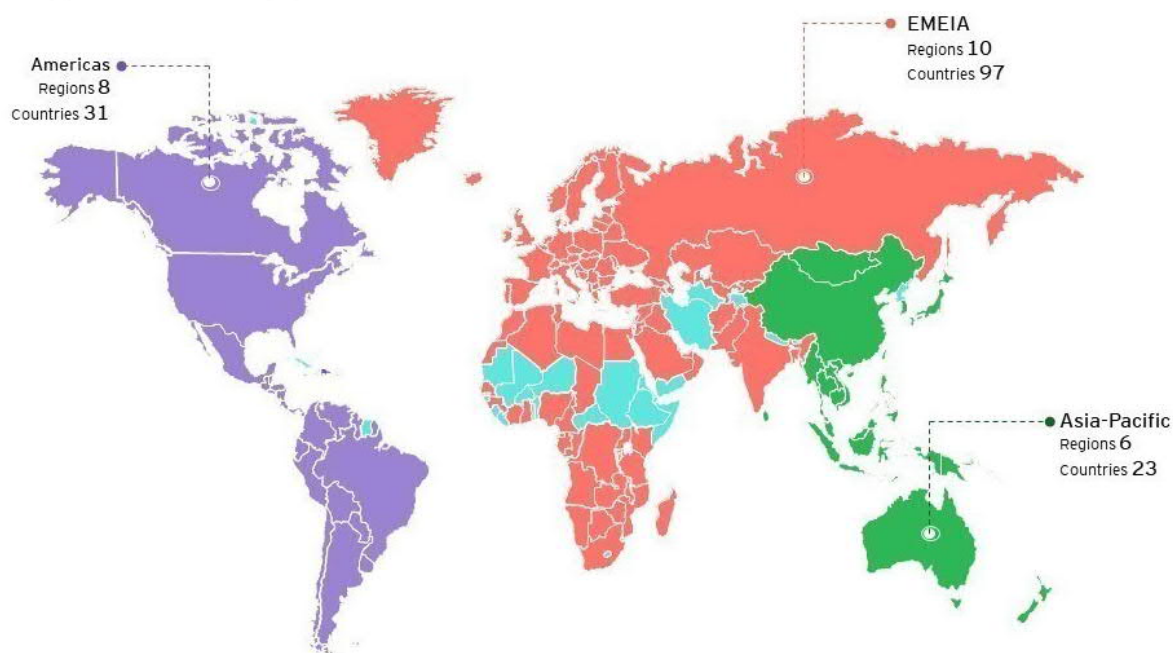 Americas
Regions 8
Countries 31
EMEIA
Regions 10
Countries 97
Asia-Pacific
Regions 6
Countries 23